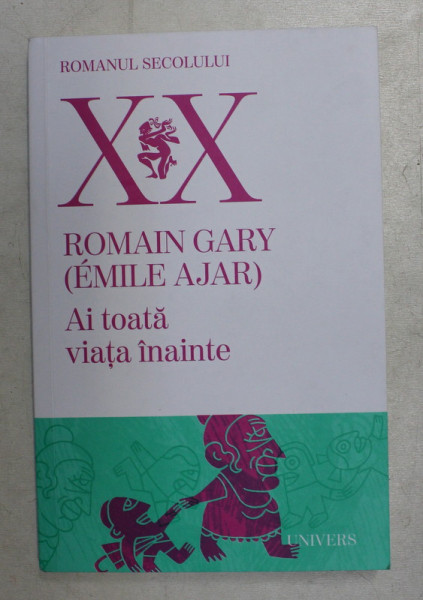 ROMANUL SECOLULUI
XX
ROMAIN GARY
(ÉMILE AJAR)
Ai toată
viața înainte
UNIVERS